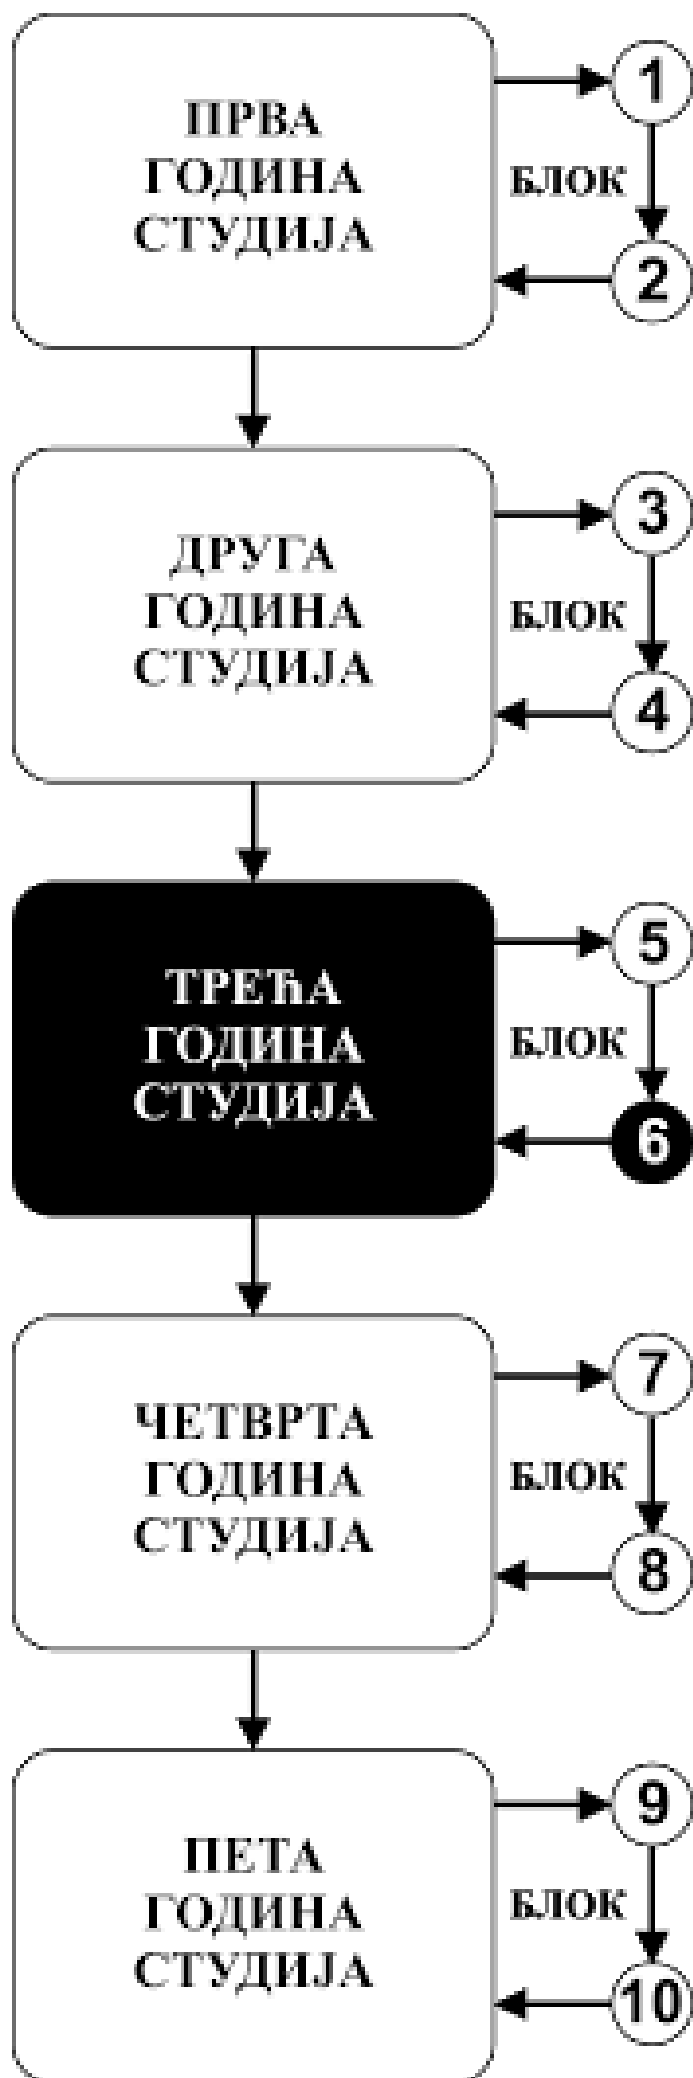 ПРВА
ГОДИНА
СТУДИЈА
1
БЛОК
2
ДРУГА
ГОДИНА
СТУДИЈА
3
БЛОК
4
ТРЕЋА
ГОДИНА
СТУДИЈА
5
БЛОК
6
ЧЕТВРТА
ГОДИНА
СТУДИЈА
7
БЛОК
8
ПЕТА
ГОДИНА
СТУДИЈА
9
БЛОК
10